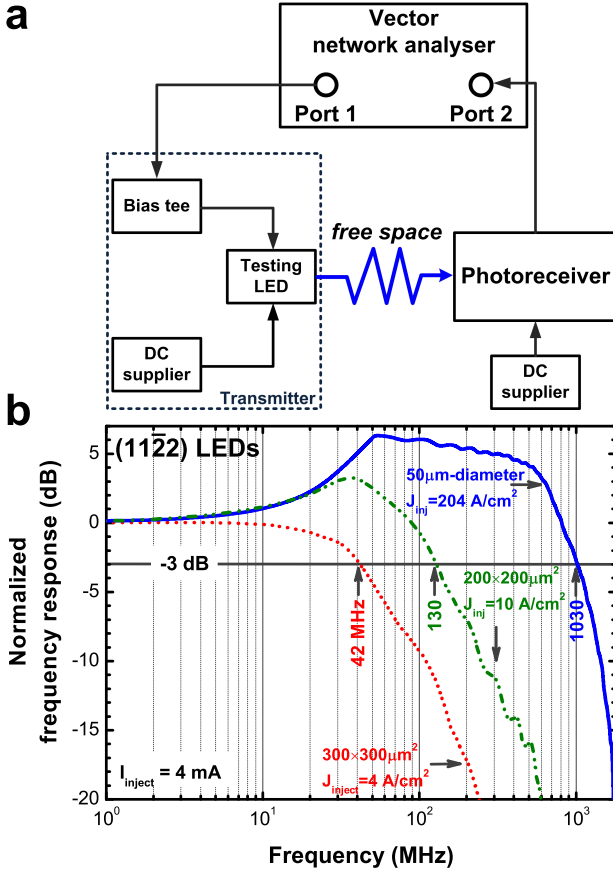 a
Vector
network analyser
Port 1
Port 2
Bias tee
Testing
LED
free space
Photoreceiver
DC
supplier
Transmitter
DC
supplier
b
(112̄2) LEDs
50μm-diameter
J_inj=204 A/cm²
-3 dB
200×200μm²
J_inj=10 A/cm²
42 MHz
130
1030
300×300μm²
J_inject=4 A/cm²
I_inject = 4 mA
5
0
-5
-10
-15
-20
10⁰
10¹
10²
10³
Normalized
frequency response (dB)
Frequency (MHz)